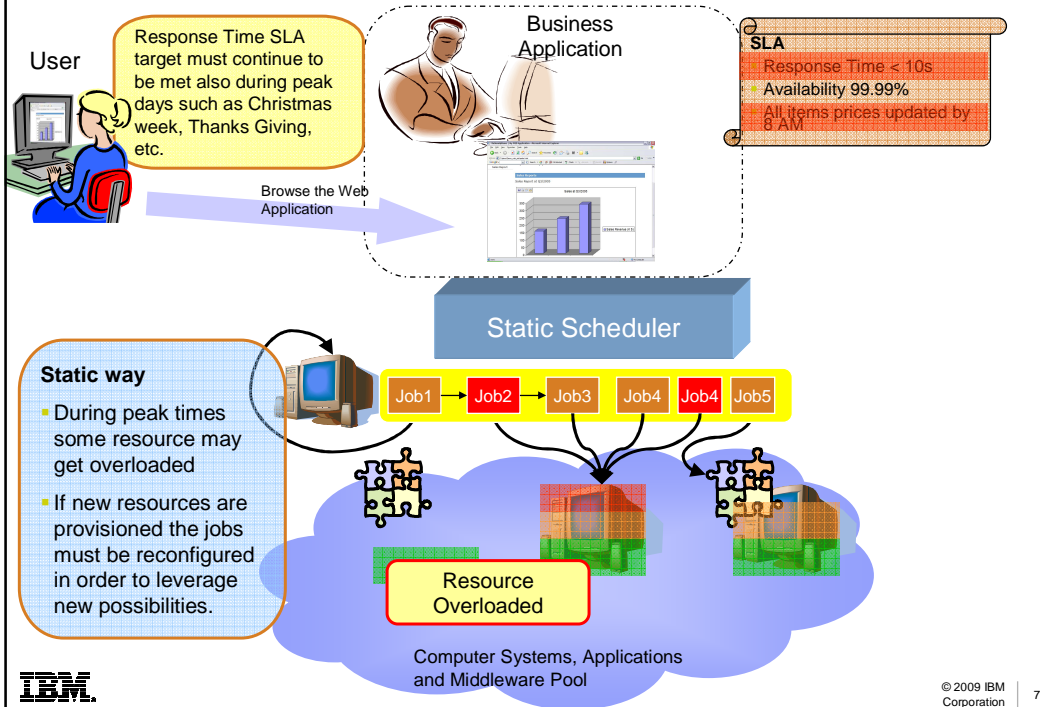 User
Response Time SLA
target must continue to
be met also during peak
days such as Christmas
week, Thanks Giving,
etc.
Business
Application
SLA
Response Time < 10s
Availability 99.99%
All items prices updated by
8 AM
Browse the Web
Application
Static Scheduler
Job1
Job2
Job3
Job4
Job4
Job5
Static way
During peak times
some resource may
get overloaded
If new resources are
provisioned the jobs
must be reconfigured
in order to leverage
new possibilities.
Resource
Overloaded
Computer Systems, Applications
and Middleware Pool
IBM.
© 2009 IBM
Corporation
7